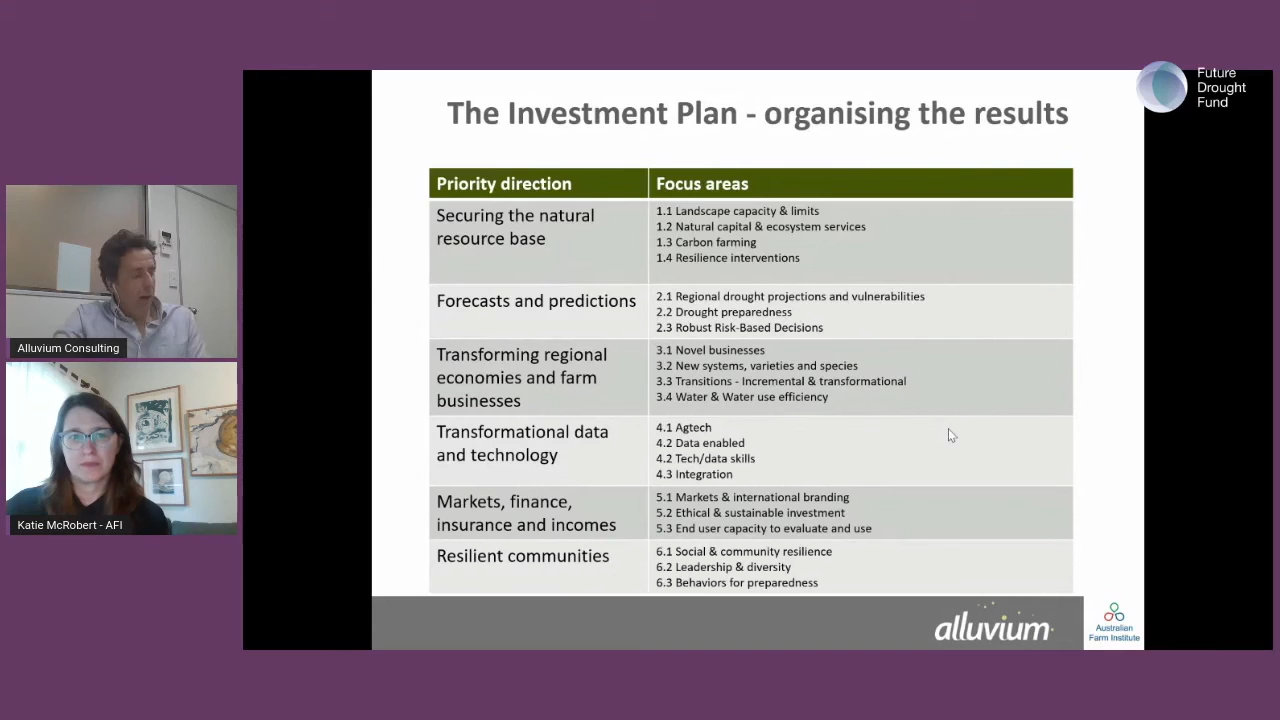 Future
Drought
Fund
The Investment Plan - organising the results
Priority direction
Focus areas
Securing the natural
resource base
1.1 Landscape capacity & limits
1.2 Natural capital & ecosystem services
1.3 Carbon farming
1.4 Resilience interventions
Forecasts and predictions
2.1 Regional drought projections and vulnerabilities
2.2 Drought preparedness
2.3 Robust Risk-Based Decisions
Transforming regional
economies and farm
businesses
3.1 Novel businesses
3.2 New systems, varieties and species
3.3 Transitions - Incremental & transformational
3.4 Water & Water use efficiency
Transformational data
and technology
4.1 Agtech
4.2 Data enabled
4.2 Tech/data skills
4.3 Integration
Markets, finance,
insurance and incomes
5.1 Markets & international branding
5.2 Ethical & sustainable investment
5.3 End user capacity to evaluate and use
Resilient communities
6.1 Social & community resilience
6.2 Leadership & diversity
6.3 Behaviors for preparedness
alluvium
Australian
Farm Institute
Alluvium Consulting
Katie McRobert - AFI